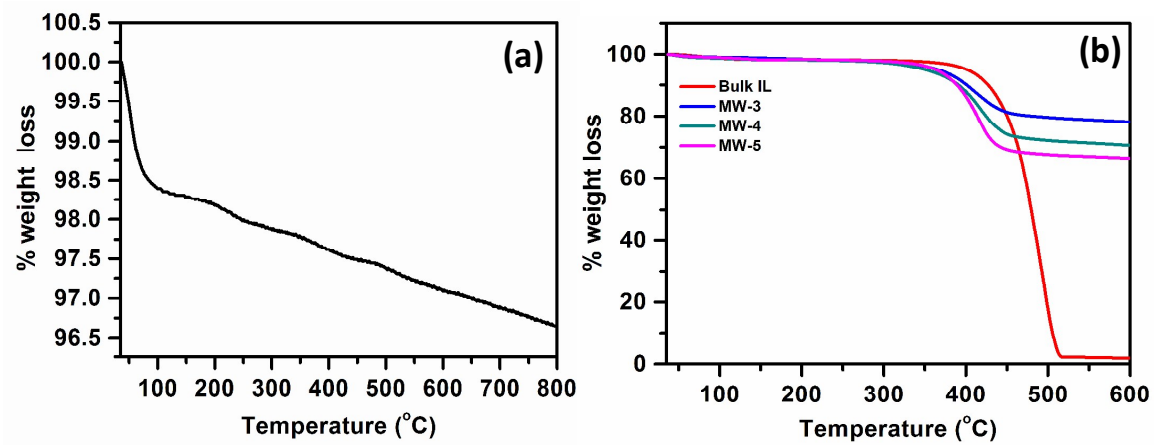 (a)
% weight loss
100.5
100.0
99.5
99.0
98.5
98.0
97.5
97.0
96.5
100 200 300 400 500 600 700 800
Temperature (°C)
(b)
% weight loss
100
80
60
40
20
0
Bulk IL
MW-3
MW-4
MW-5
100 200 300 400 500 600
Temperature (°C)